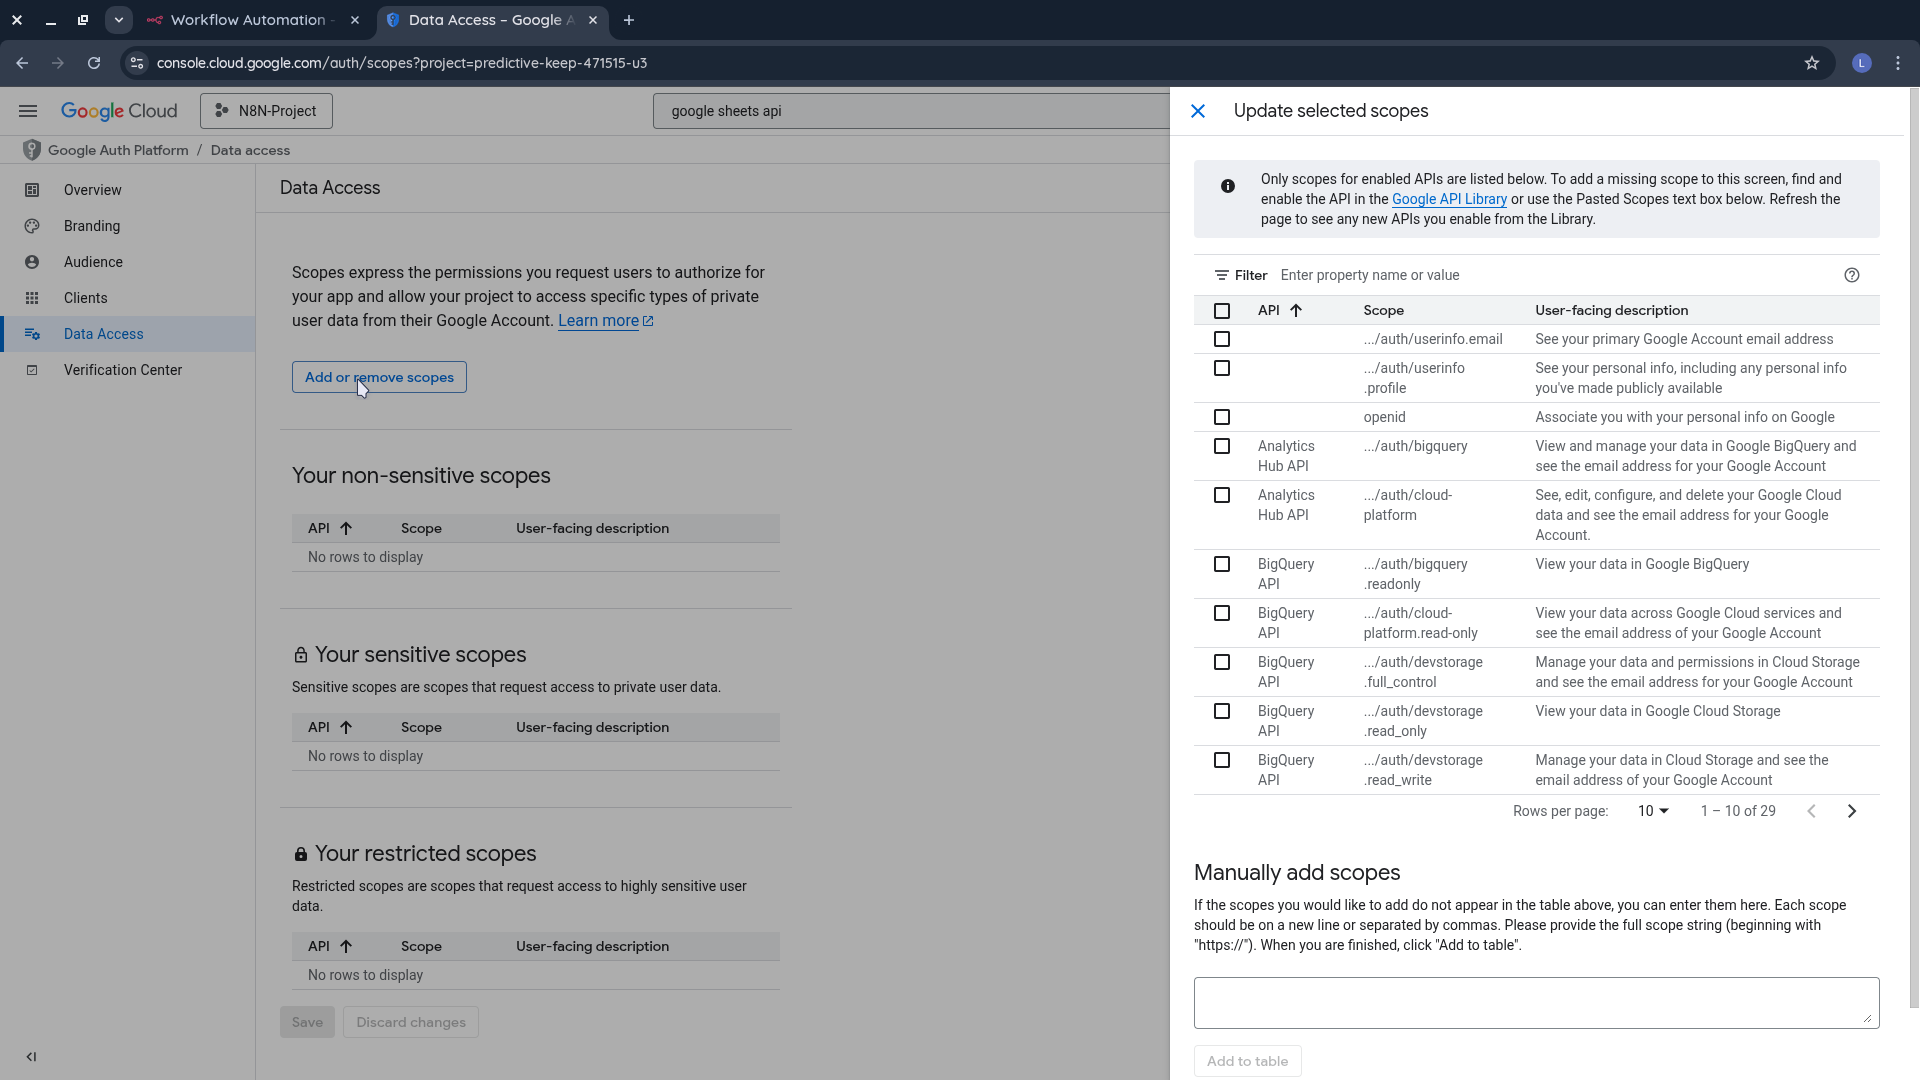 Workflow Automation -
Data Access – Google A
console.cloud.google.com/auth/scopes?project=predictive-keep-471515-u3
L
Google Cloud
N8N-Project
google sheets api
Google Auth Platform / Data access
Overview
Branding
Audience
Clients
Data Access
Verification Center
Data Access
Scopes express the permissions you request users to authorize for
your app and allow your project to access specific types of private
user data from their Google Account. Learn more
Add or remove scopes
Your non-sensitive scopes
API Scope User-facing description
No rows to display
Your sensitive scopes
Sensitive scopes are scopes that request access to private user data.
API Scope User-facing description
No rows to display
Your restricted scopes
Restricted scopes are scopes that request access to highly sensitive user
data.
API Scope User-facing description
No rows to display
Save Discard changes
Update selected scopes
Only scopes for enabled APIs are listed below. To add a missing scope to this screen, find and
enable the API in the Google API Library or use the Pasted Scopes text box below. Refresh the
page to see any new APIs you enable from the Library.
Filter Enter property name or value
API Scope User-facing description
.../auth/userinfo.email See your primary Google Account email address
.../auth/userinfo See your personal info, including any personal info
.profile you've made publicly available
openid Associate you with your personal info on Google
Analytics .../auth/bigquery View and manage your data in Google BigQuery and
Hub API see the email address for your Google Account
Analytics .../auth/cloud- See, edit, configure, and delete your Google Cloud
Hub API platform data and see the email address for your Google
Account.
BigQuery .../auth/bigquery View your data in Google BigQuery
API .readonly
BigQuery .../auth/cloud- View your data across Google Cloud services and
API platform.read-only see the email address of your Google Account
BigQuery .../auth/devstorage Manage your data and permissions in Cloud Storage
API .full_control and see the email address for your Google Account
BigQuery .../auth/devstorage View your data in Google Cloud Storage
API .read_only
BigQuery .../auth/devstorage Manage your data in Cloud Storage and see the
API .read_write email address of your Google Account
Rows per page: 10 1 – 10 of 29
Manually add scopes
If the scopes you would like to add do not appear in the table above, you can enter them here. Each scope
should be on a new line or separated by commas. Please provide the full scope string (beginning with
"https://"). When you are finished, click "Add to table".
Add to table